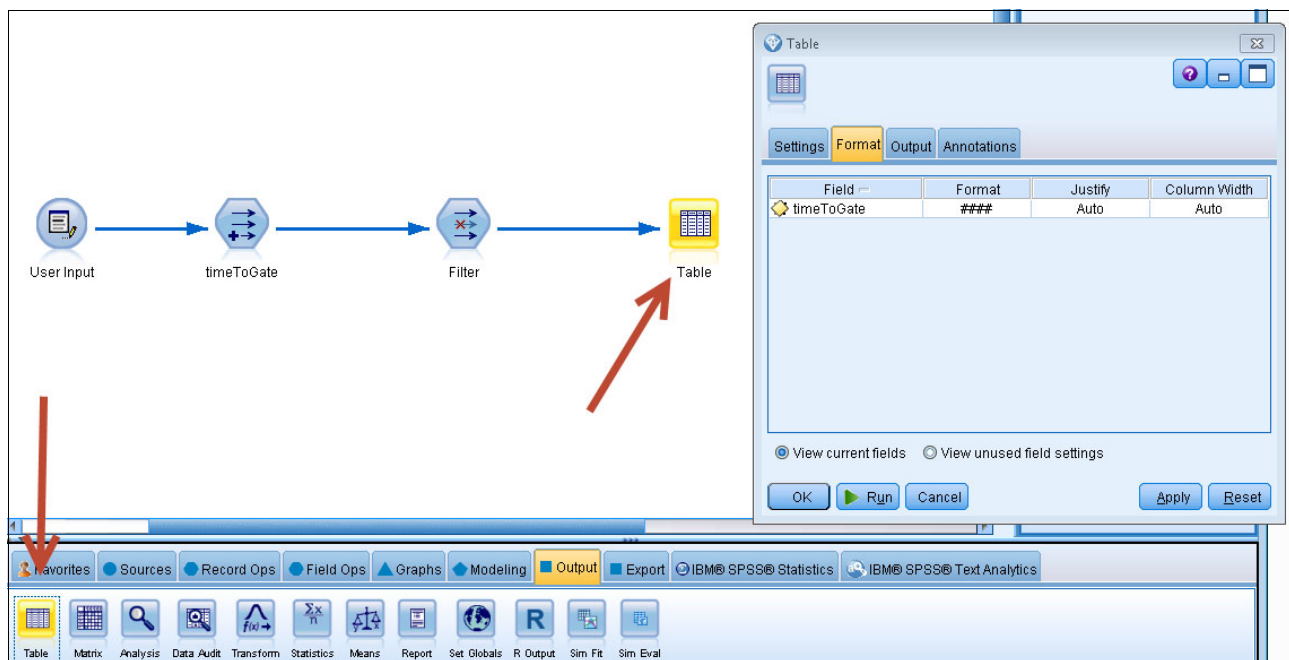 Table
Settings Format Output Annotations
Field Format Justify Column Width
timeToGate #### Auto Auto
View current fields View unused field settings
OK Run Cancel Apply Reset
User Input timeToGate Filter Table
Favorites Sources Record Ops Field Ops Graphs Modeling Output Export IBM® SPSS® Statistics IBM® SPSS® Text Analytics
Σx
n
f(x) R
Table Matrix Analysis Data Audit Transform Statistics Means Report Set Globals R Output Sim Fit Sim Eval